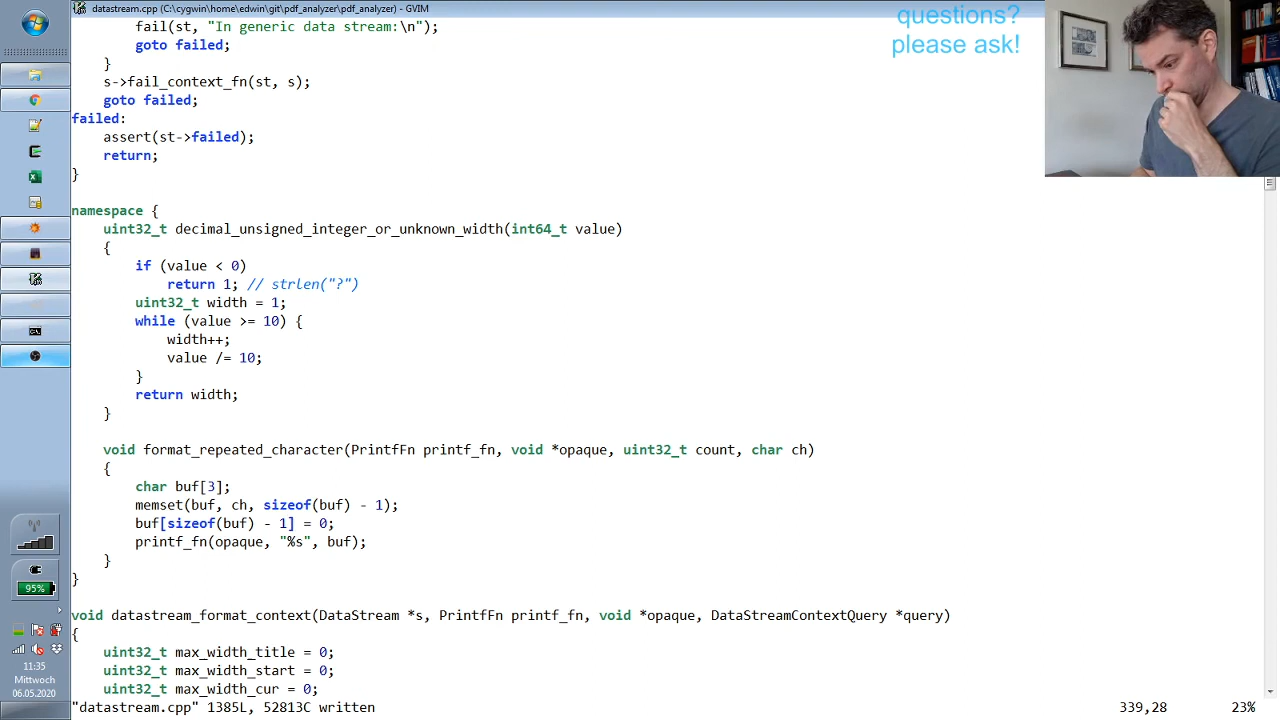 datastream.cpp (C:\cygwin\home\edwin\git\pdf_analyzer\pdf_analyzer) - GVIM
questions?
please ask!
        fail(st, "In generic data stream:\n");
        goto failed;
    }
    s->fail_context_fn(st, s);
    goto failed;
failed:
    assert(st->failed);
    return;
}
namespace {
    uint32_t decimal_unsigned_integer_or_unknown_width(int64_t value)
    {
        if (value < 0)
            return 1; // strlen("?")
        uint32_t width = 1;
        while (value >= 10) {
            width++;
            value /= 10;
        }
        return width;
    }
    void format_repeated_character(PrintfFn printf_fn, void *opaque, uint32_t count, char ch)
    {
        char buf[3];
        memset(buf, ch, sizeof(buf) - 1);
        buf[sizeof(buf) - 1] = 0;
        printf_fn(opaque, "%s", buf);
    }
}
void datastream_format_context(DataStream *s, PrintfFn printf_fn, void *opaque, DataStreamContextQuery *query)
{
    uint32_t max_width_title = 0;
    uint32_t max_width_start = 0;
    uint32_t max_width_cur = 0;
"datastream.cpp" 1385L, 52813C written
339,28
23%
95%
11:35
Mittwoch
06.05.2020